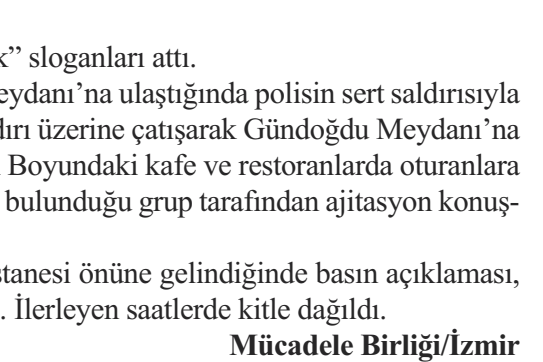 k” sloganları attı.
eydanı’na ulaştığında polisin sert saldırısıyla
dırı üzerine çatışarak Gündoğdu Meydanı’na
Boyundaki kafe ve restoranlarda oturanlara
bulunduğu grup tarafından ajitasyon konuş-
stanesi önüne gelindiğinde basın açıklaması,
. İlerleyen saatlerde kitle dağıldı.
Mücadele Birliği/İzmir